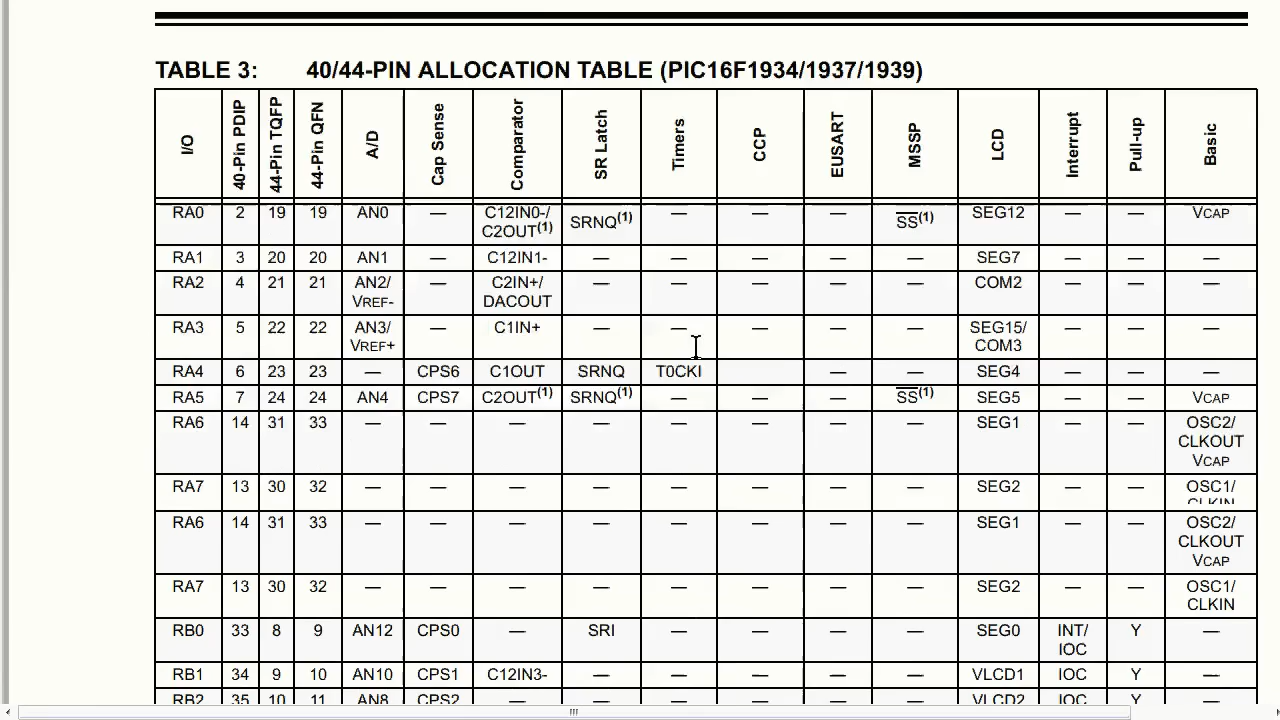 TABLE 3: 40/44-PIN ALLOCATION TABLE (PIC16F1934/1937/1939)
I/O 40-Pin PDIP 44-Pin TQFP 44-Pin QFN A/D Cap Sense Comparator SR Latch Timers CCP EUSART MSSP LCD Interrupt Pull-up Basic
RA0 2 19 19 AN0 — C12IN0-/ SRNQ(1) — — — SS(1) SEG12 — — VCAP
C2OUT(1)
RA1 3 20 20 AN1 — C12IN1- — — — — — SEG7 — — —
RA2 4 21 21 AN2/ — C2IN+/ — — — — — COM2 — — —
VREF- DACOUT
RA3 5 22 22 AN3/ — C1IN+ — — — — — SEG15/ — — —
VREF+ COM3
RA4 6 23 23 — CPS6 C1OUT SRNQ T0CKI — — SEG4 — — —
RA5 7 24 24 AN4 CPS7 C2OUT(1) SRNQ(1) — — — SS(1) SEG5 — — VCAP
RA6 14 31 33 — — — — — — — — SEG1 — — OSC2/
CLKOUT
VCAP
RA7 13 30 32 — — — — — — — — SEG2 — — OSC1/
CLKIN
RA6 14 31 33 — — — — — — — — SEG1 — — OSC2/
CLKOUT
VCAP
RA7 13 30 32 — — — — — — — — SEG2 — — OSC1/
CLKIN
RB0 33 8 9 AN12 CPS0 — SRI — — — — SEG0 INT/ Y —
IOC
RB1 34 9 10 AN10 CPS1 C12IN3- — — — — — VLCD1 IOC Y —
RB2 35 10 11 AN8 CPS2 — — — — — — VLCD2 IOC Y —